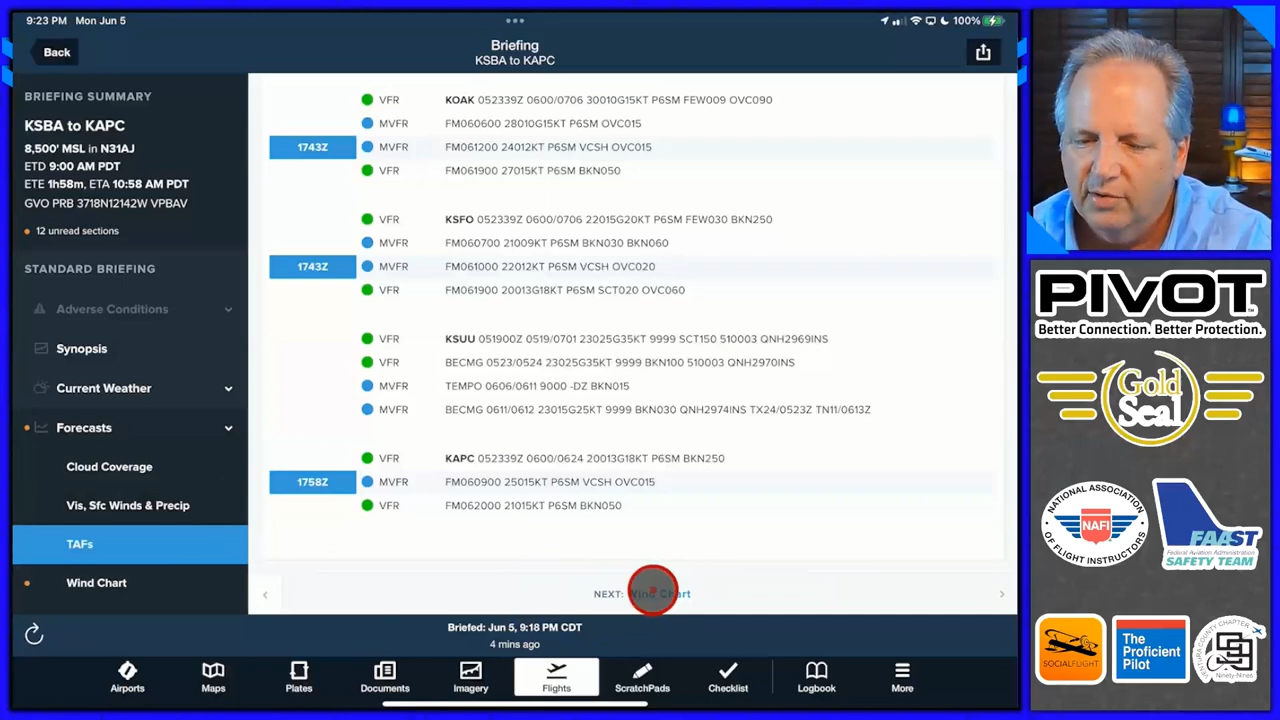 9:23 PM Mon Jun 5
100%
Back
Briefing
KSBA to KAPC
BRIEFING SUMMARY
KSBA to KAPC
8,500' MSL in N31AJ
ETD 9:00 AM PDT
ETE 1h58m, ETA 10:58 AM PDT
GVO PRB 3718N12142W VPBAV
12 unread sections
STANDARD BRIEFING
Adverse Conditions
Synopsis
Current Weather
Forecasts
Cloud Coverage
Vis, Sfc Winds & Precip
TAFs
Wind Chart
VFR KOAK 052339Z 0600/0706 30010G15KT P6SM FEW009 OVC090
MVFR FM060600 28010G15KT P6SM OVC015
1743Z MVFR FM061200 24012KT P6SM VCSH OVC015
VFR FM061900 27015KT P6SM BKN050
VFR KSFO 052339Z 0600/0706 22015G20KT P6SM FEW030 BKN250
MVFR FM060700 21009KT P6SM BKN030 BKN060
1743Z MVFR FM061000 22012KT P6SM VCSH OVC020
VFR FM061900 20013G18KT P6SM SCT020 OVC060
VFR KSUU 051900Z 0519/0701 23025G35KT 9999 SCT150 510003 QNH2969INS
VFR BECMG 0523/0524 23025G35KT 9999 BKN100 510003 QNH2970INS
MVFR TEMPO 0606/0611 9000 -DZ BKN015
MVFR BECMG 0611/0612 23015G25KT 9999 BKN030 QNH2974INS TX24/0523Z TN11/0613Z
VFR KAPC 052339Z 0600/0624 20013G18KT P6SM BKN250
1758Z MVFR FM060900 25015KT P6SM VCSH OVC015
VFR FM062000 21015KT P6SM BKN050
NEXT: Wind Chart
Briefed: Jun 5, 9:18 PM CDT
4 mins ago
Airports
Maps
Plates
Documents
Imagery
Flights
ScratchPads
Checklist
Logbook
More
PIVOT
Better Connection. Better Protection.
Gold
Seal
NATIONAL ASSOCIATION
NAFI
OF FLIGHT INSTRUCTORS
FAAST
Federal Aviation Administration
SAFETY TEAM
SOCIALFLIGHT
The
Proficient
Pilot
VENTURA COUNTY CHAPTER
99
Ninety-Nines